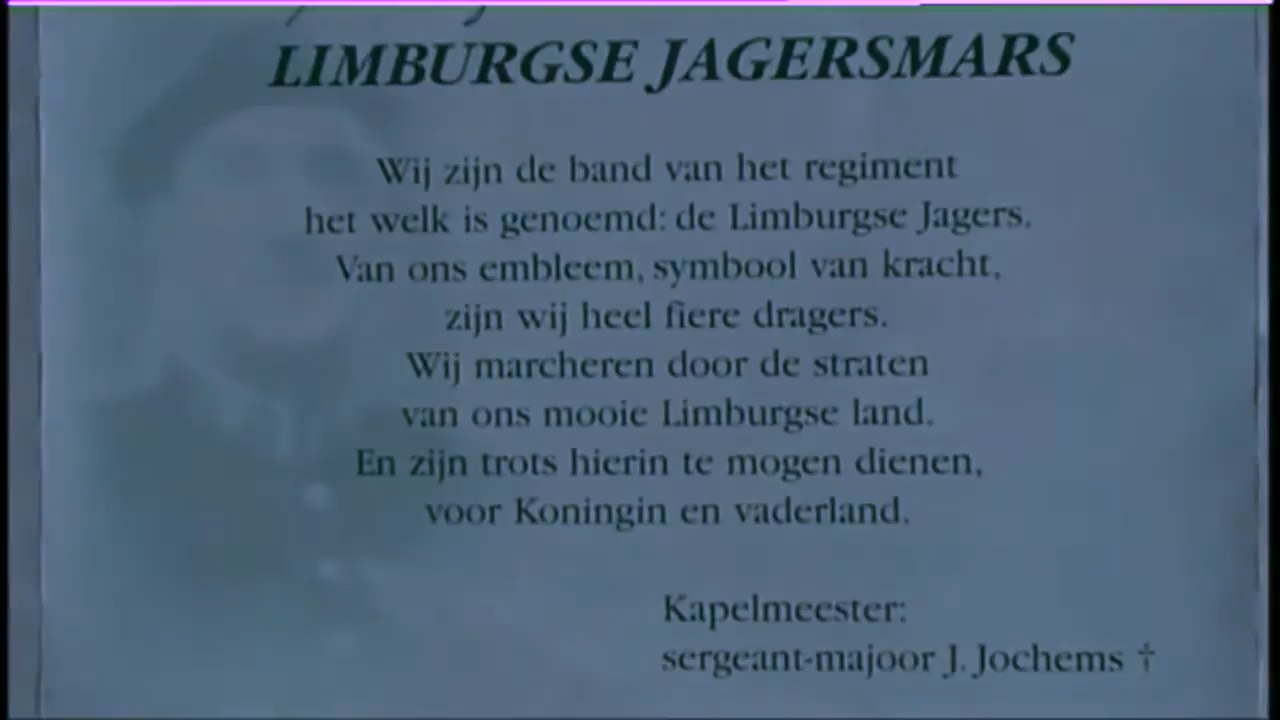 LIMBURGSE JAGERSMARS
Wij zijn de band van het regiment
het welk is genoemd: de Limburgse Jagers.
Van ons embleem, symbool van kracht,
zijn wij heel fiere dragers.
Wij marcheren door de straten
van ons mooie Limburgse land.
En zijn trots hierin te mogen dienen,
voor Koningin en vaderland.
Kapelmeester:
sergeant-majoor J. Jochems †